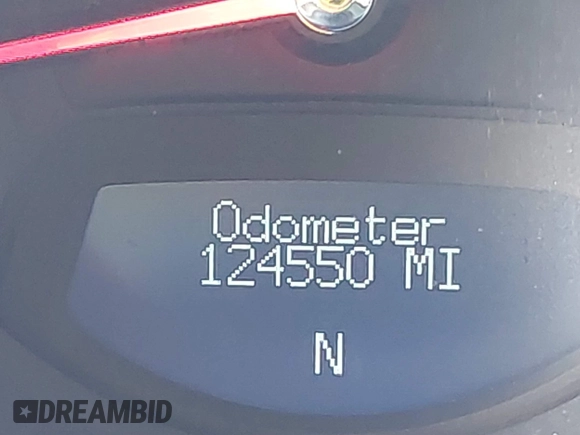 Odometer
124550 MI
N
DREAMBID